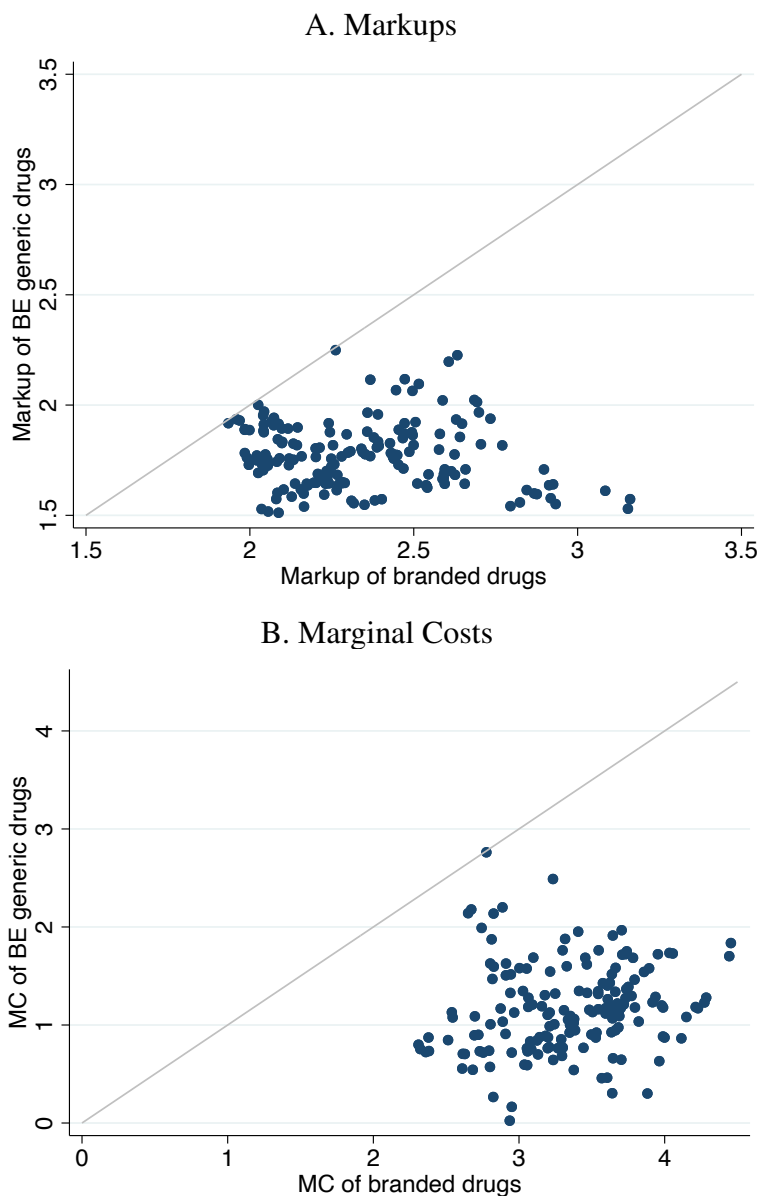 A. Markups
3.5
3
2.5
2
1.5
Markup of BE generic drugs
1.5 2 2.5 3 3.5
Markup of branded drugs
B. Marginal Costs
4
3
2
1
0
MC of BE generic drugs
0 1 2 3 4
MC of branded drugs